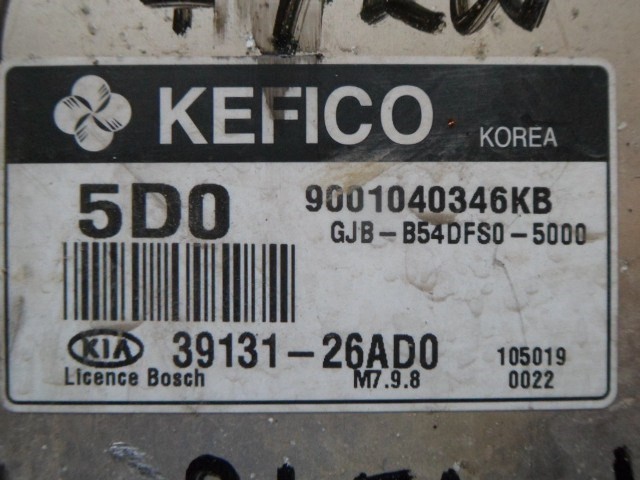 KEFICO KOREA
5D0 9001040346KB
GJB-B54DFS0-5000
KIA 39131-26AD0 105019
Licence Bosch M7.9.8 0022